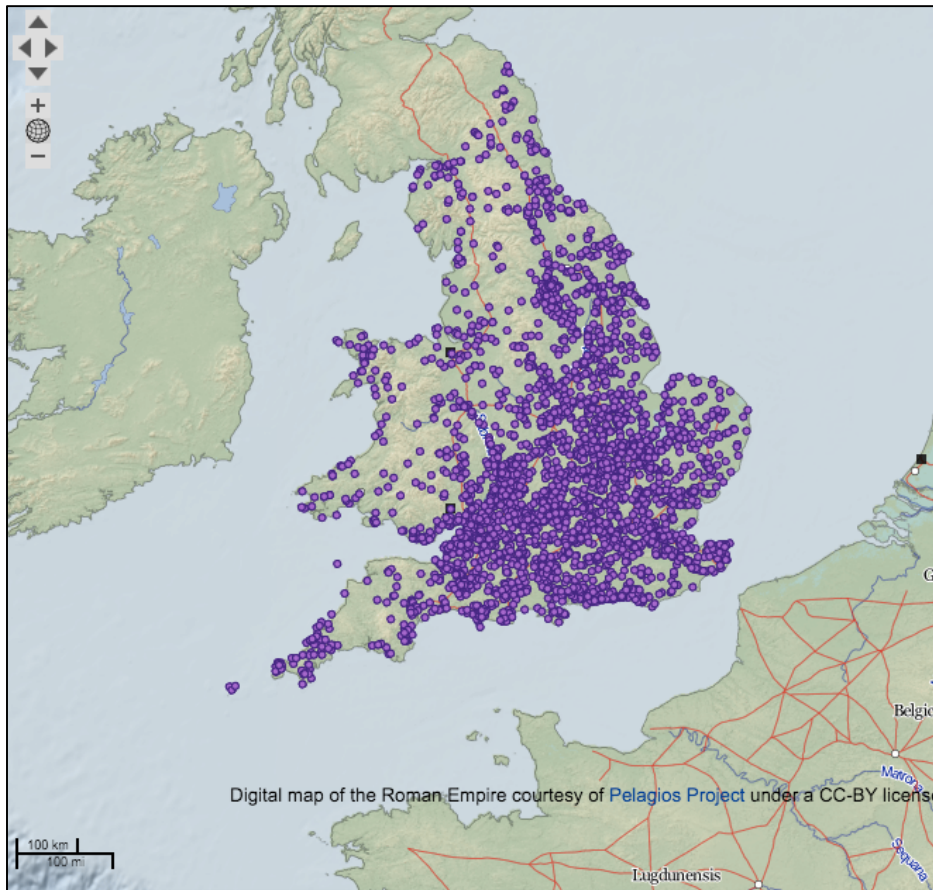 G
Belgic
Matrona
Digital map of the Roman Empire courtesy of Pelagios Project under a CC-BY license
Sequana
100 km
100 mi
Lugdunensis